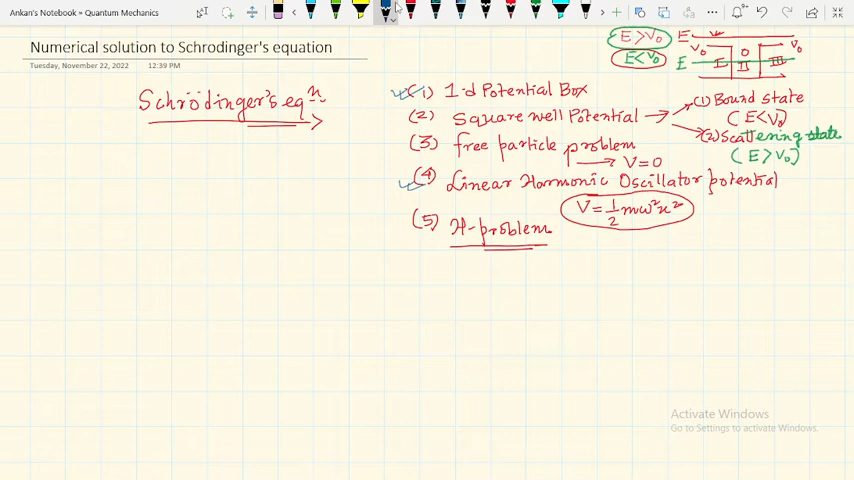 Ankan's Notebook » Quantum Mechanics
Numerical solution to Schrodinger's equation
Tuesday, November 22, 2022 12:39 PM
Schrödinger's eqn
(1) 1-d Potential Box
(2) Square well Potential → (1) Bound state
(E<V0)
(2) Scattering state
(E>V0)
(3) free particle problem
→ V=0
(4) Linear Harmonic Oscillator potential
V=1/2mω²x²
(5) H-problem
E>V0
E<V0
E
V0 0 V0
E I II III
Activate Windows
Go to Settings to activate Windows.